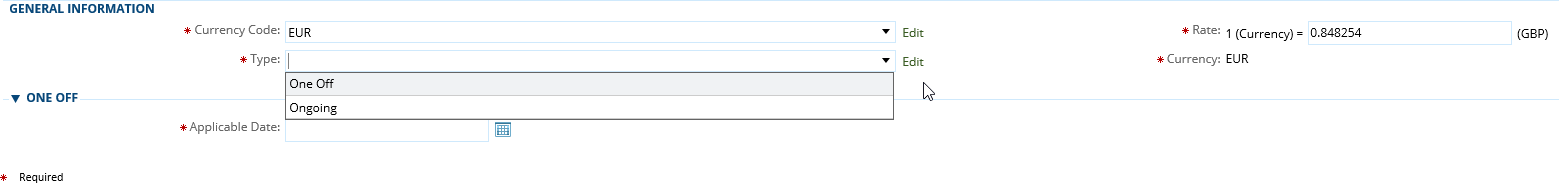 GENERAL INFORMATION
* Currency Code: EUR Edit * Rate: 1 (Currency) = 0.848254 (GBP)
* Type: Edit * Currency: EUR
One Off
Ongoing
▼ ONE OFF
* Applicable Date:
* Required